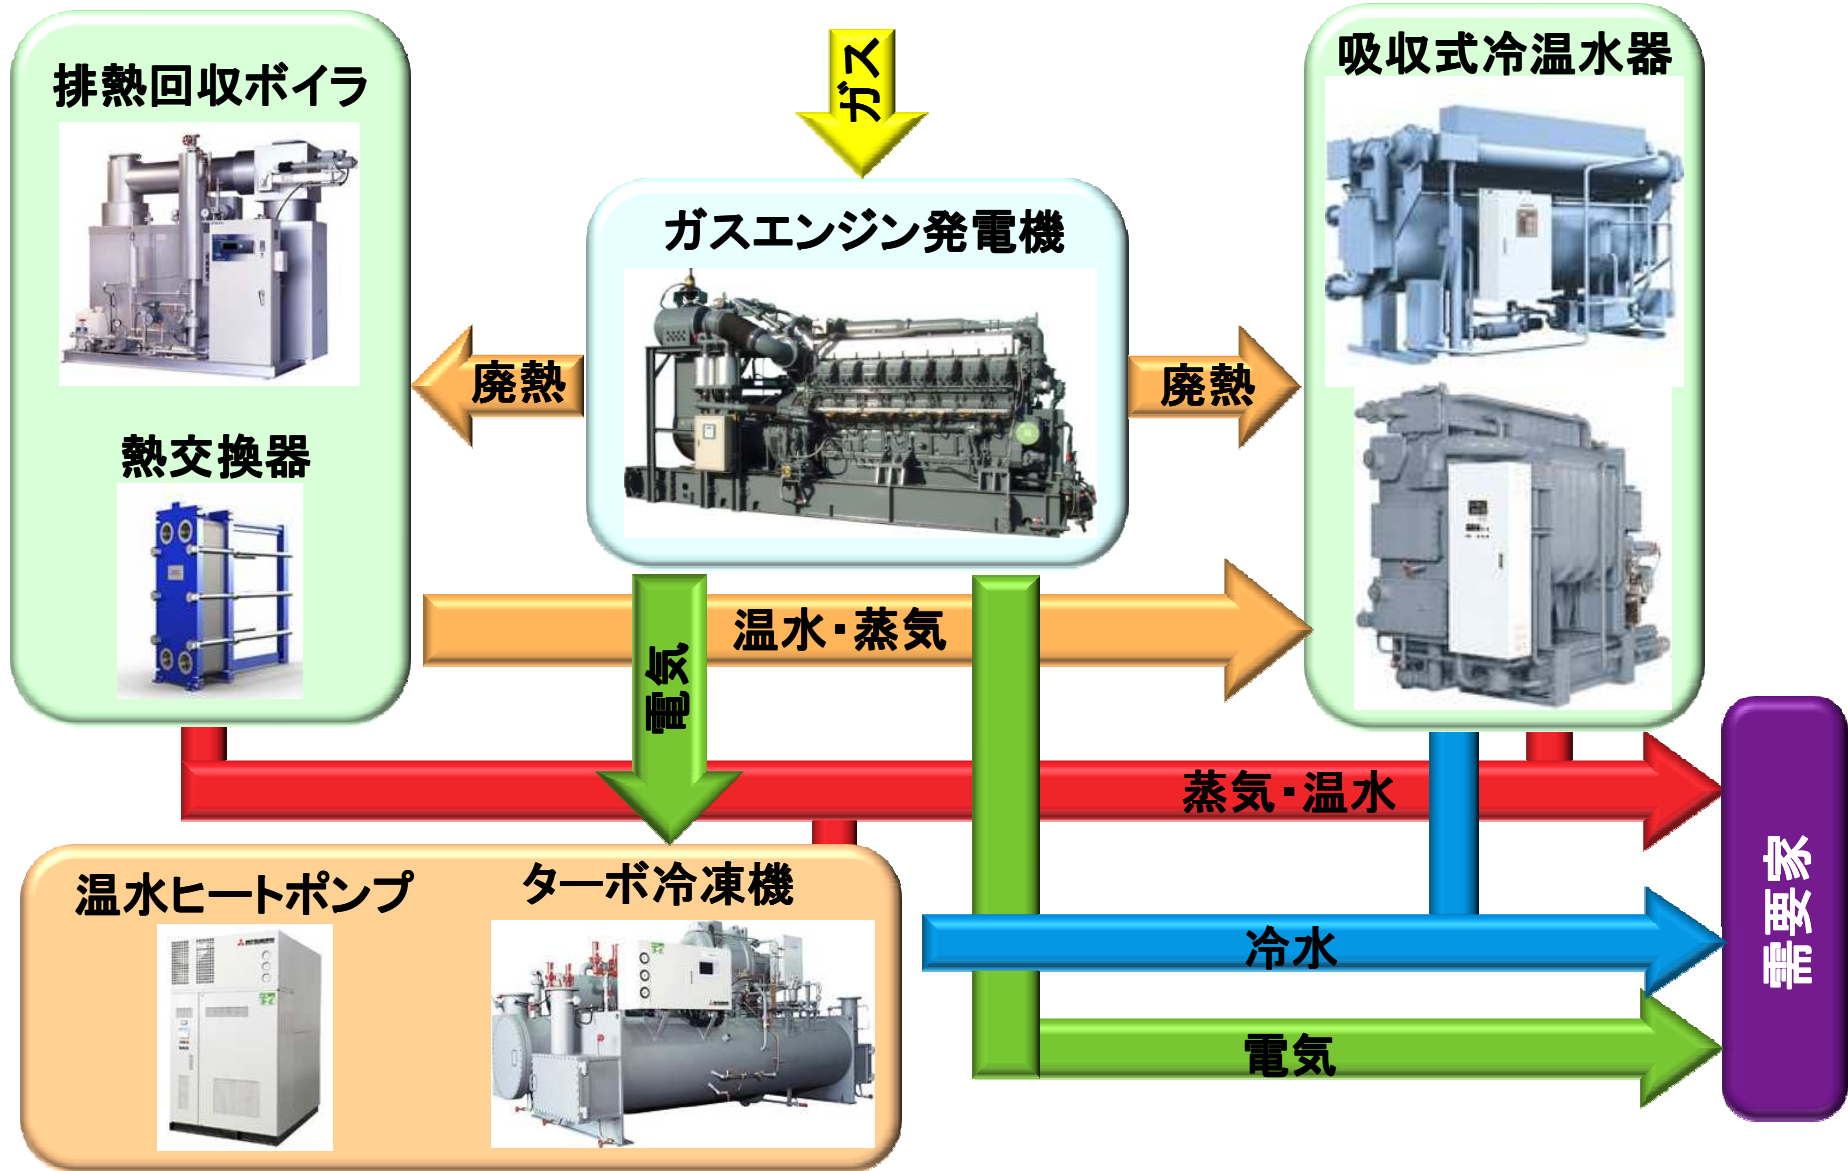 排熱回収ボイラ
熱交換器
ガス
ガスエンジン発電機
吸収式冷温水器
廃熱
廃熱
温水・蒸気
電気
蒸気・温水
温水ヒートポンプ
ターボ冷凍機
冷水
電気
需要家